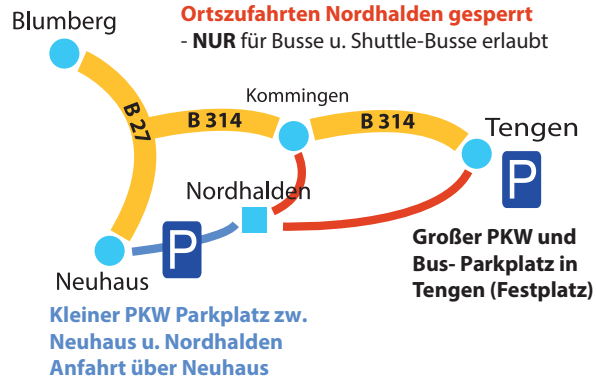 Ortszufahrten Nordhalden gesperrt
- NUR für Busse u. Shuttle-Busse erlaubt
Blumberg
B 27
B 314
Kommingen
B 314
Tengen
P
Nordhalden
P
Neuhaus
Großer PKW und
Bus- Parkplatz in
Tengen (Festplatz)
Kleiner PKW Parkplatz zw.
Neuhaus u. Nordhalden
Anfahrt über Neuhaus